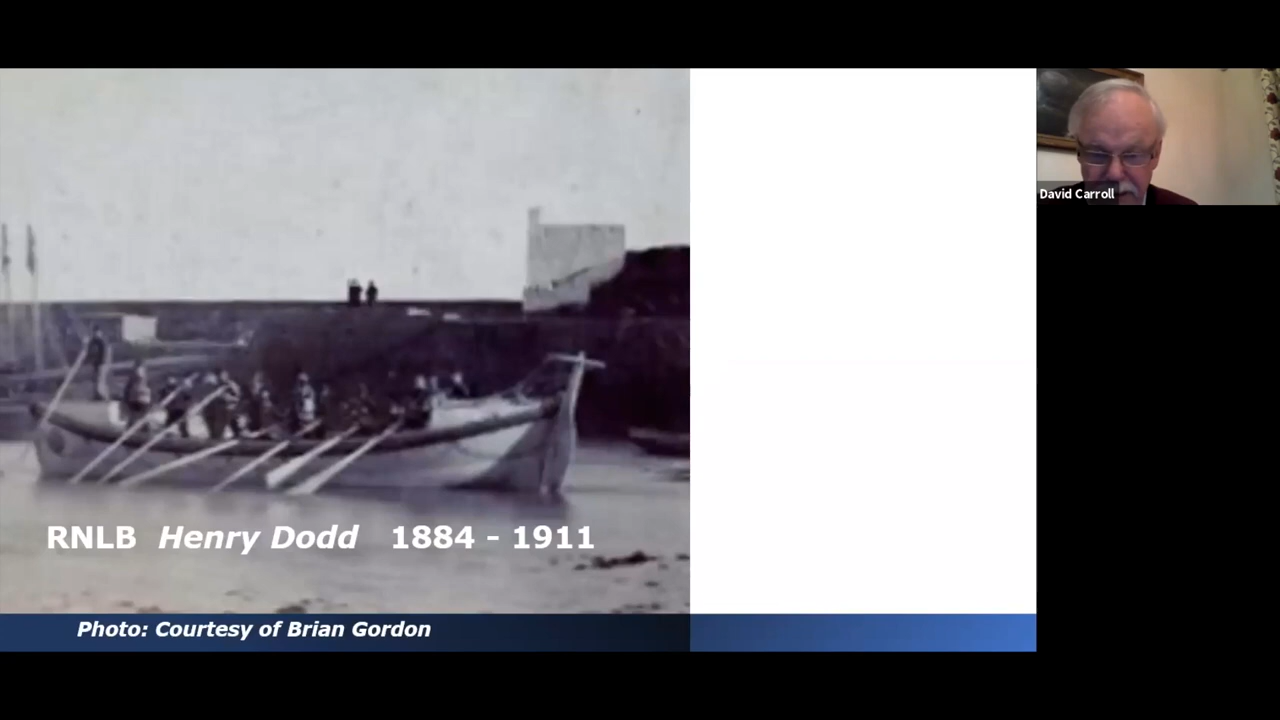 RNLB Henry Dodd 1884 - 1911
Photo: Courtesy of Brian Gordon
David Carroll